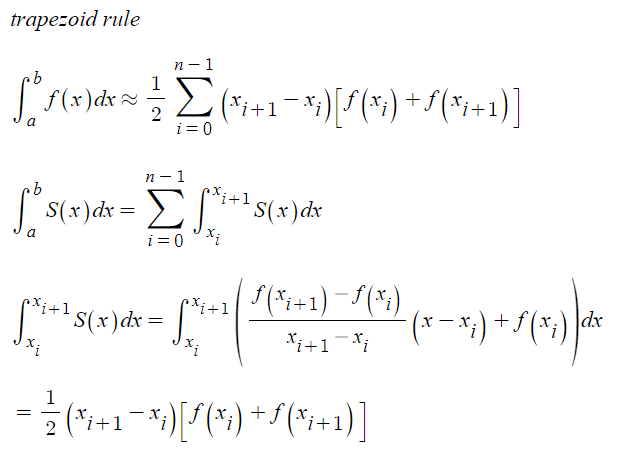 trapezoid rule
∫_a^b f(x)dx ≈ 1/2 ∑_{i=0}^{n−1} (x_{i+1} − x_i)[f(x_i) + f(x_{i+1})]
∫_a^b S(x)dx = ∑_{i=0}^{n−1} ∫_{x_i}^{x_{i+1}} S(x)dx
∫_{x_i}^{x_{i+1}} S(x)dx = ∫_{x_i}^{x_{i+1}} ( (f(x_{i+1}) − f(x_i))/(x_{i+1} − x_i) (x − x_i) + f(x_i) )dx
= 1/2 (x_{i+1} − x_i)[f(x_i) + f(x_{i+1})]